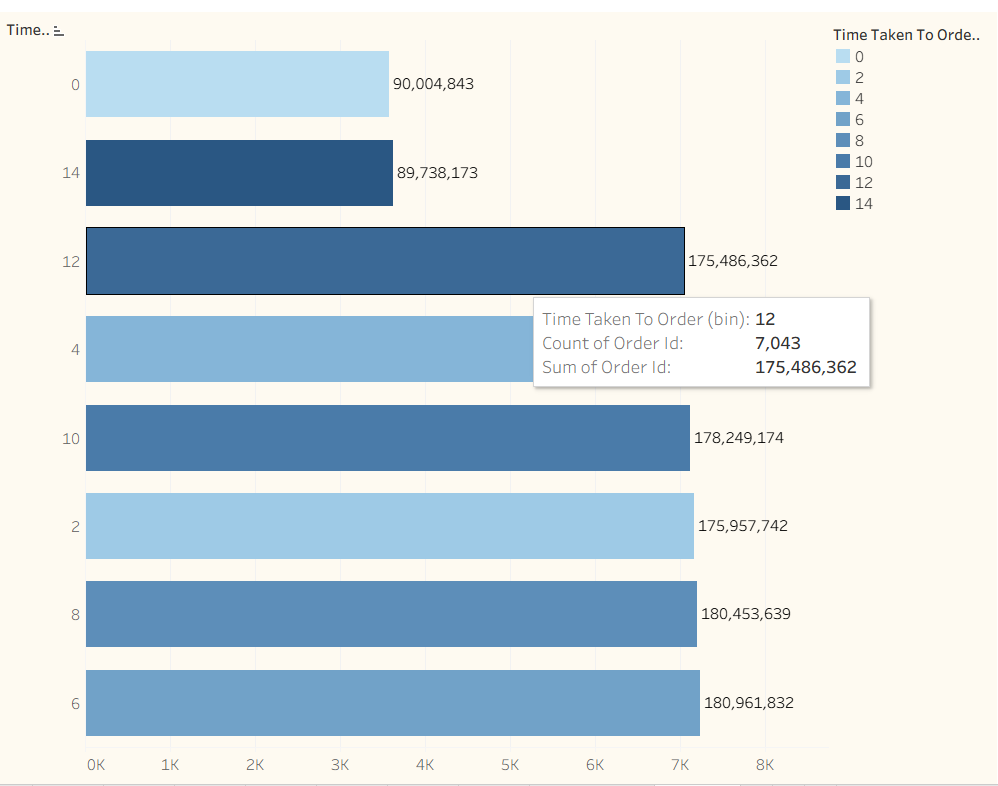 Time..
Time Taken To Orde..
0
2
4
6
8
10
12
14
0 90,004,843
14 89,738,173
12 175,486,362
Time Taken To Order (bin): 12
Count of Order Id: 7,043
Sum of Order Id: 175,486,362
4
10 178,249,174
2 175,957,742
8 180,453,639
6 180,961,832
0K 1K 2K 3K 4K 5K 6K 7K 8K